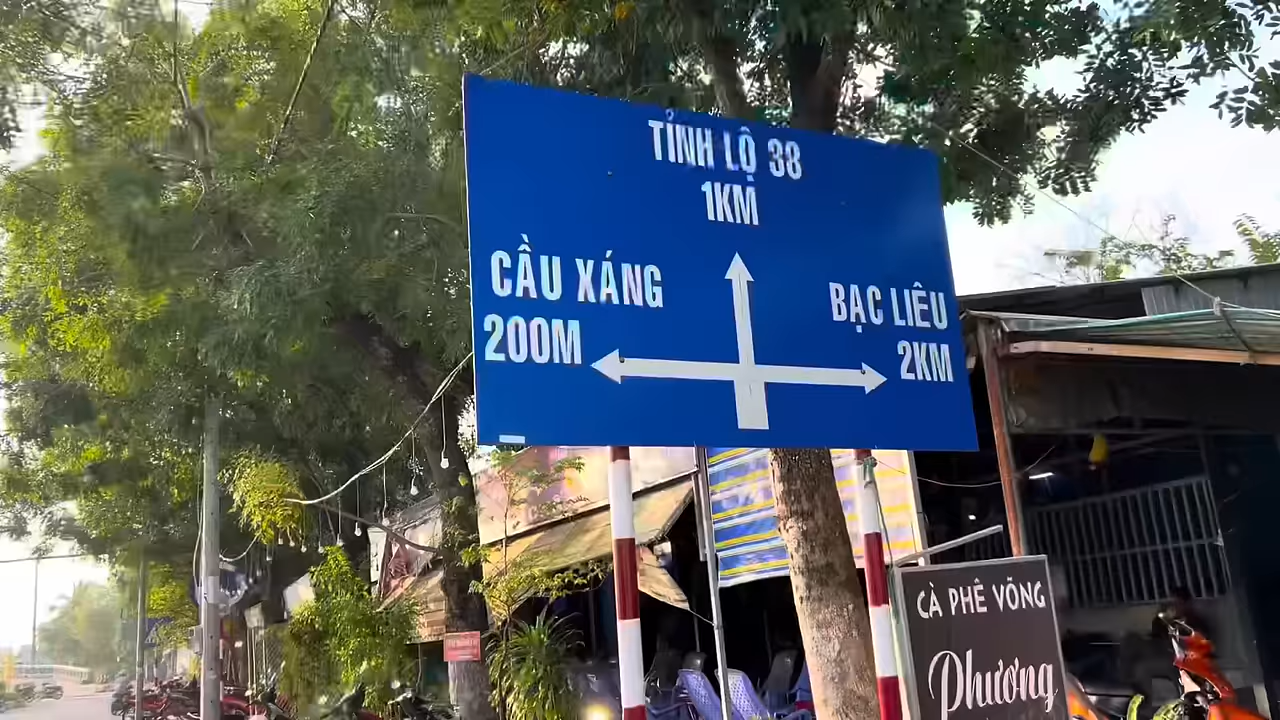 TỈNH LỘ 38
1KM
CẦU XÁNG
200M
BẠC LIÊU
2KM
CÀ PHÊ VÕNG
Phương